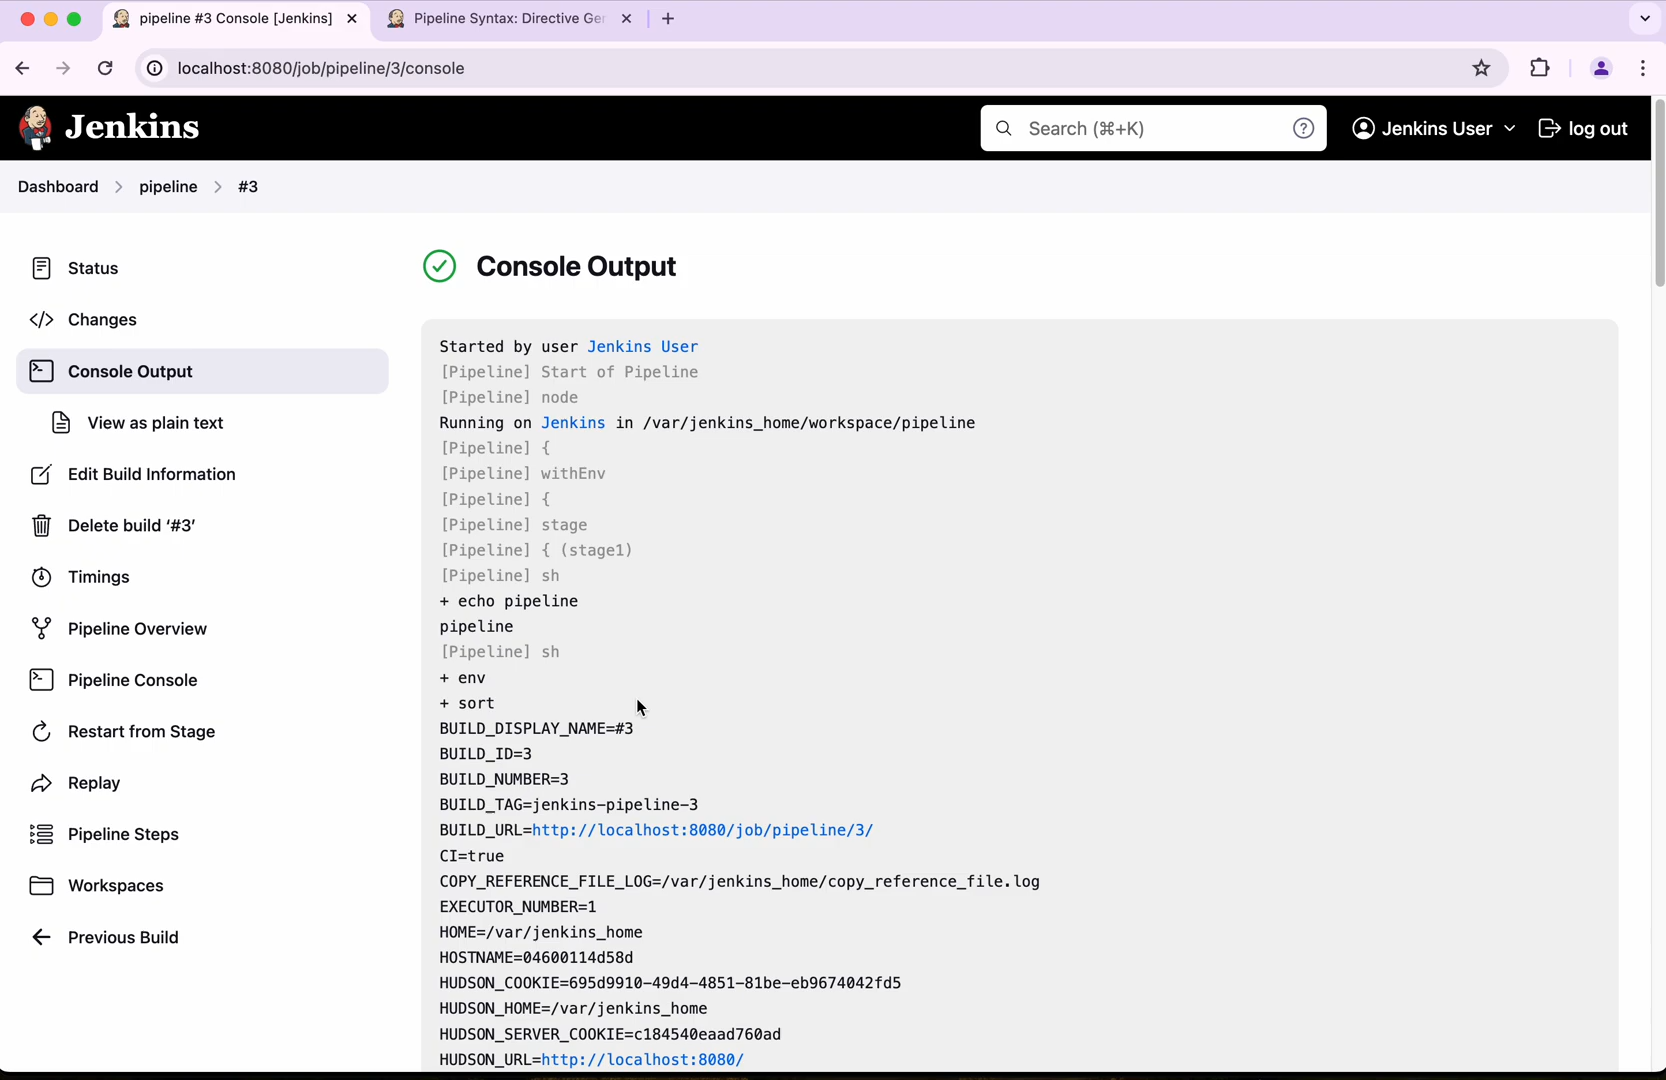 pipeline #3 Console [Jenkins]
Pipeline Syntax: Directive Ger
localhost:8080/job/pipeline/3/console
Jenkins
Search (⌘+K)
Jenkins User
log out
Dashboard
pipeline
#3
Status
Changes
Console Output
View as plain text
Edit Build Information
Delete build ‘#3’
Timings
Pipeline Overview
Pipeline Console
Restart from Stage
Replay
Pipeline Steps
Workspaces
Previous Build
Console Output
Started by user Jenkins User
[Pipeline] Start of Pipeline
[Pipeline] node
Running on Jenkins in /var/jenkins_home/workspace/pipeline
[Pipeline] {
[Pipeline] withEnv
[Pipeline] {
[Pipeline] stage
[Pipeline] { (stage1)
[Pipeline] sh
+ echo pipeline
pipeline
[Pipeline] sh
+ env
+ sort
BUILD_DISPLAY_NAME=#3
BUILD_ID=3
BUILD_NUMBER=3
BUILD_TAG=jenkins-pipeline-3
BUILD_URL=http://localhost:8080/job/pipeline/3/
CI=true
COPY_REFERENCE_FILE_LOG=/var/jenkins_home/copy_reference_file.log
EXECUTOR_NUMBER=1
HOME=/var/jenkins_home
HOSTNAME=04600114d58d
HUDSON_COOKIE=695d9910-49d4-4851-81be-eb9674042fd5
HUDSON_HOME=/var/jenkins_home
HUDSON_SERVER_COOKIE=c184540eaad760ad
HUDSON_URL=http://localhost:8080/